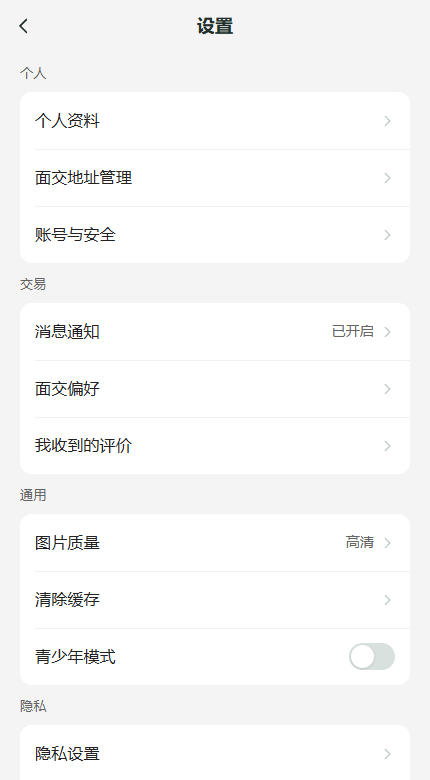 设置
个人
个人资料
面交地址管理
账号与安全
交易
消息通知 已开启
面交偏好
我收到的评价
通用
图片质量 高清
清除缓存
青少年模式
隐私
隐私设置